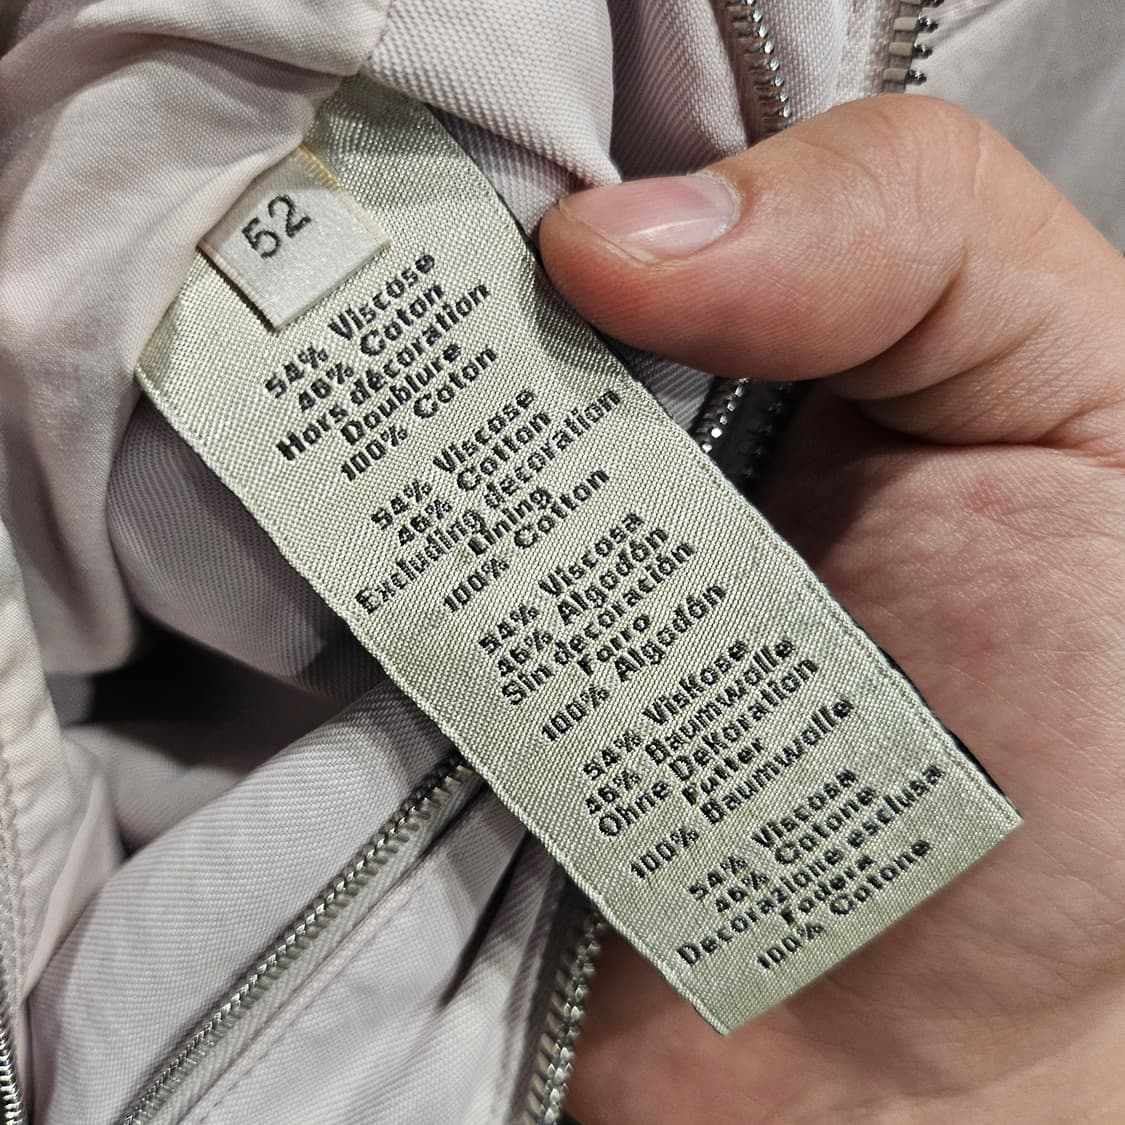 52
54% Viscose
46% Coton
Hors décoration
Doublure
100% Coton
54% Viscose
46% Cotton
Excluding decoration
Lining
100% Cotton
54% Viscosa
46% Algodón
Sin decoración
Forro
100% Algodón
54% Viskose
46% Baumwolle
Ohne Dekoration
Futter
100% Baumwolle
54% Viscosa
46% Cotone
Decorazione esclusa
Fodera
100% Cotone